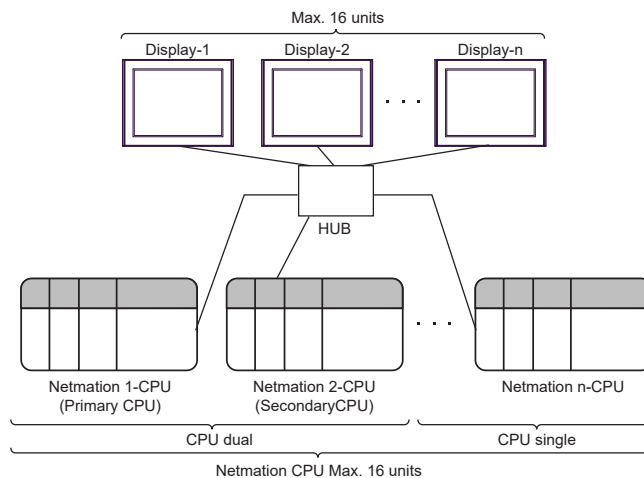 Max. 16 units
Display-1
Display-2
Display-n
HUB
Netmation 1-CPU
(Primary CPU)
Netmation 2-CPU
(SecondaryCPU)
Netmation n-CPU
CPU dual
CPU single
Netmation CPU Max. 16 units